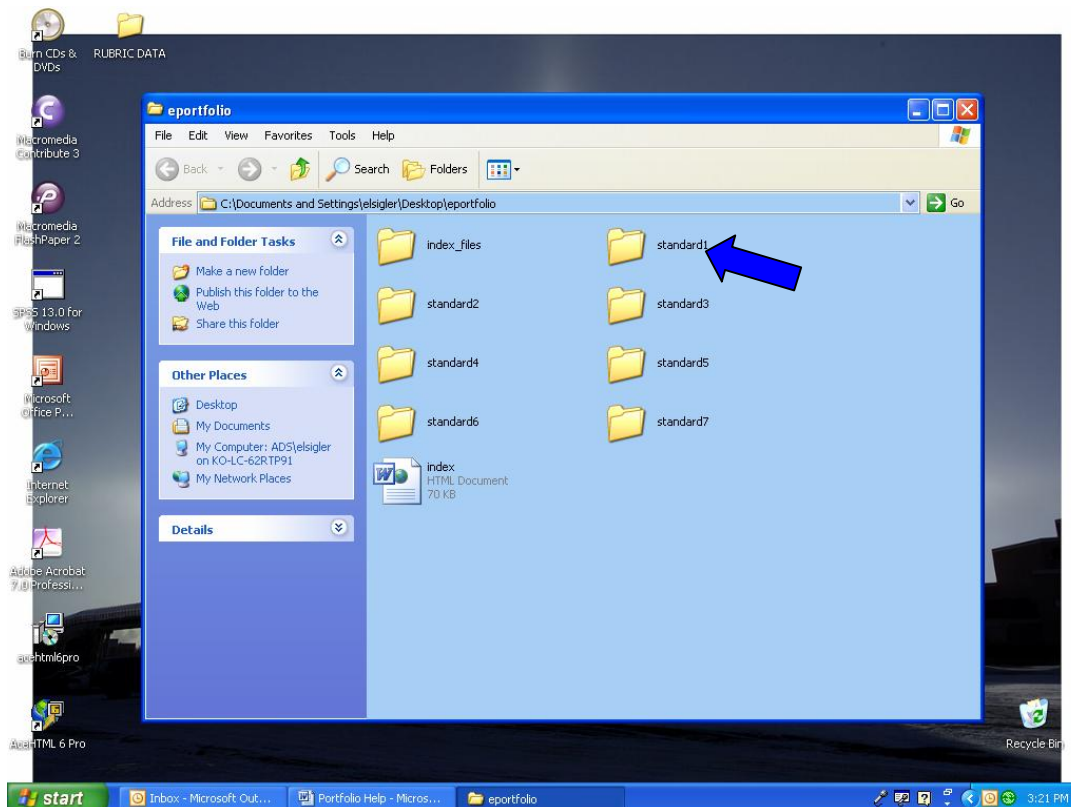 Burn CDs &
DVDs
RUBRIC DATA
Macromedia
Contribute 3
Macromedia
FlashPaper 2
SPSS 13.0 for
Windows
Microsoft
Office P...
Internet
Explorer
Adobe Acrobat
7.0 Professi...
acehtml6pro
AceHTML 6 Pro
eportfolio
File Edit View Favorites Tools Help
Back Search Folders
Address C:\Documents and Settings\elsigler\Desktop\eportfolio Go
File and Folder Tasks
Make a new folder
Publish this folder to the
Web
Share this folder
Other Places
Desktop
My Documents
My Computer: ADS\elsigler
on KO-LC-62RTP91
My Network Places
Details
index_files
standard1
standard2
standard3
standard4
standard5
standard6
standard7
index
HTML Document
70 KB
Recycle Bin
start Inbox - Microsoft Out... Portfolio Help - Micros... eportfolio 3:21 PM